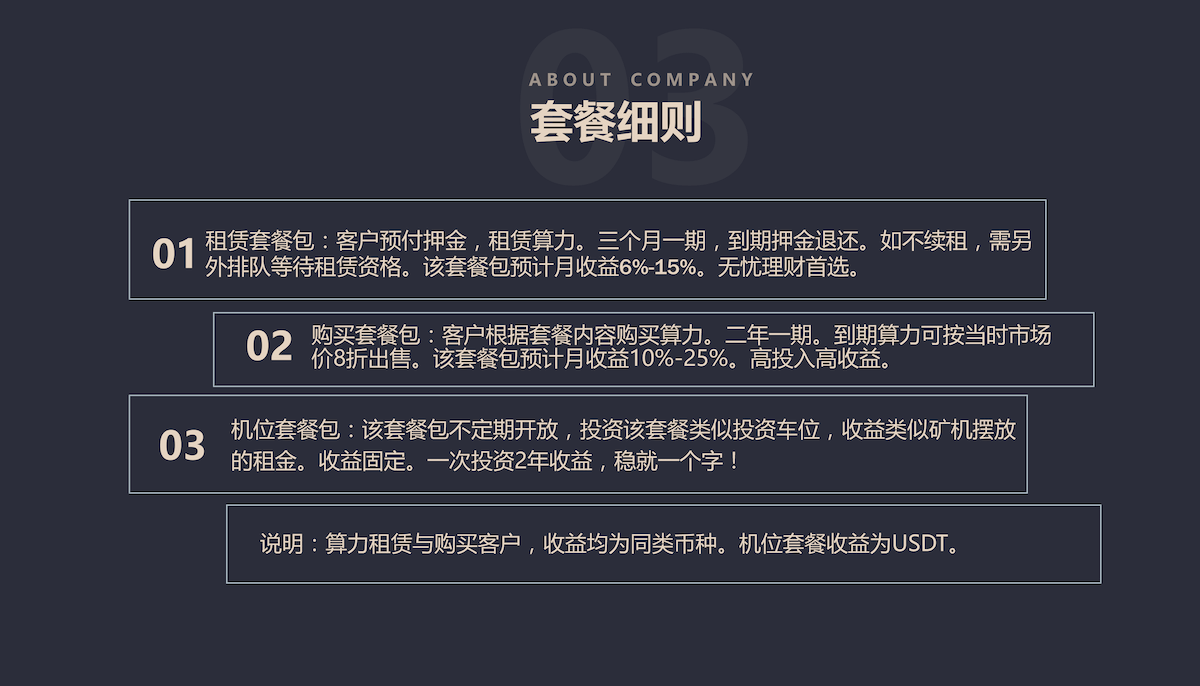 03
ABOUT COMPANY
套餐细则
01
租赁套餐包：客户预付押金，租赁算力。三个月一期，到期押金退还。如不续租，需另
外排队等待租赁资格。该套餐包预计月收益6%-15%。无忧理财首选。
02
购买套餐包：客户根据套餐内容购买算力。二年一期。到期算力可按当时市场
价8折出售。该套餐包预计月收益10%-25%。高投入高收益。
03
机位套餐包：该套餐包不定期开放，投资该套餐类似投资车位，收益类似矿机摆放
的租金。收益固定。一次投资2年收益，稳就一个字！
说明：算力租赁与购买客户，收益均为同类币种。机位套餐收益为USDT。